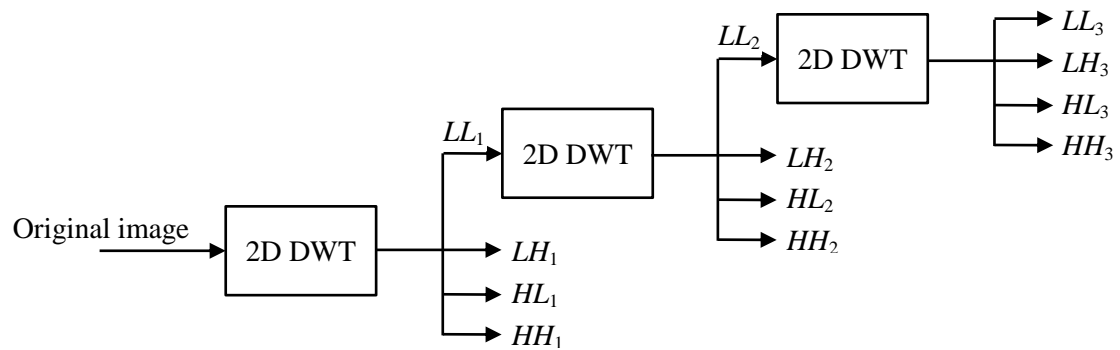 LL₃
LL₂
2D DWT
LH₃
HL₃
LL₁
HH₃
2D DWT
LH₂
HL₂
Original image
HH₂
2D DWT
LH₁
HL₁
HH₁